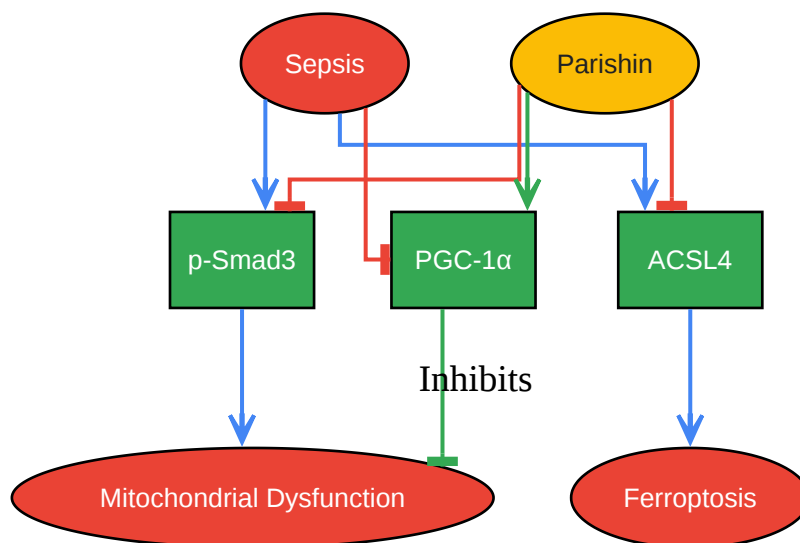 Sepsis
Parishin
p-Smad3
PGC-1α
ACSL4
Inhibits
Mitochondrial Dysfunction
Ferroptosis